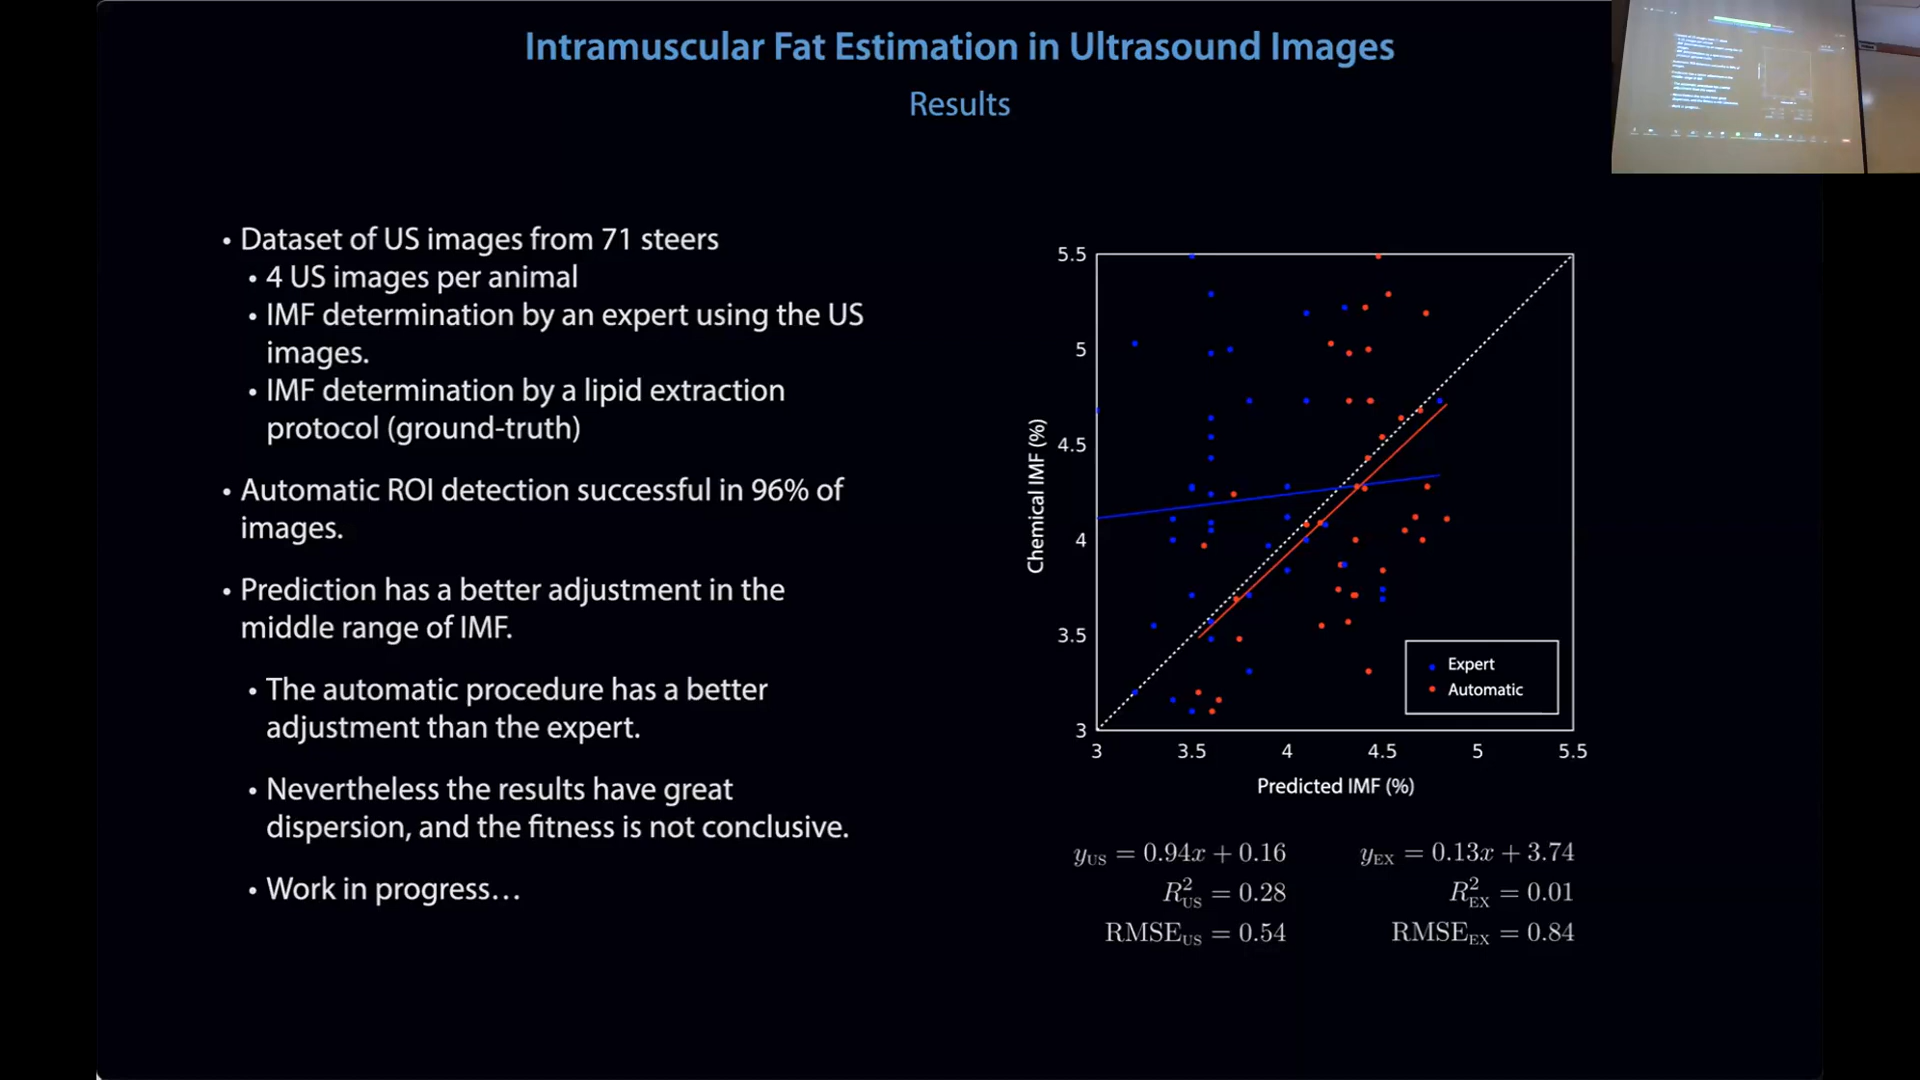 Intramuscular Fat Estimation in Ultrasound Images
Results
• Dataset of US images from 71 steers
• 4 US images per animal
• IMF determination by an expert using the US
images.
• IMF determination by a lipid extraction
protocol (ground-truth)
• Automatic ROI detection successful in 96% of
images.
• Prediction has a better adjustment in the
middle range of IMF.
• The automatic procedure has a better
adjustment than the expert.
• Nevertheless the results have great
dispersion, and the fitness is not conclusive.
• Work in progress…
5.5
5
4.5
4
3.5
3
Chemical IMF (%)
3 3.5 4 4.5 5 5.5
Predicted IMF (%)
Expert
Automatic
y_US = 0.94x + 0.16
R²_US = 0.28
RMSE_US = 0.54
y_EX = 0.13x + 3.74
R²_EX = 0.01
RMSE_EX = 0.84